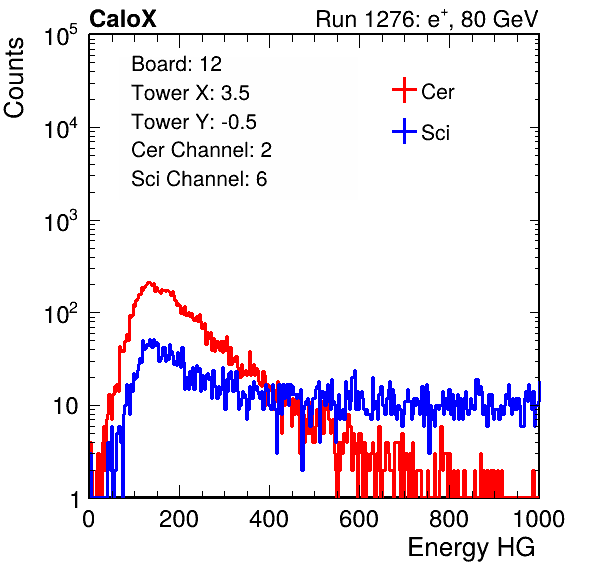 CaloX Run 1276: e⁺, 80 GeV
Counts
10⁵
10⁴
10³
10²
10
1
Board: 12
Tower X: 3.5
Tower Y: -0.5
Cer Channel: 2
Sci Channel: 6
Cer
Sci
0 200 400 600 800 1000
Energy HG